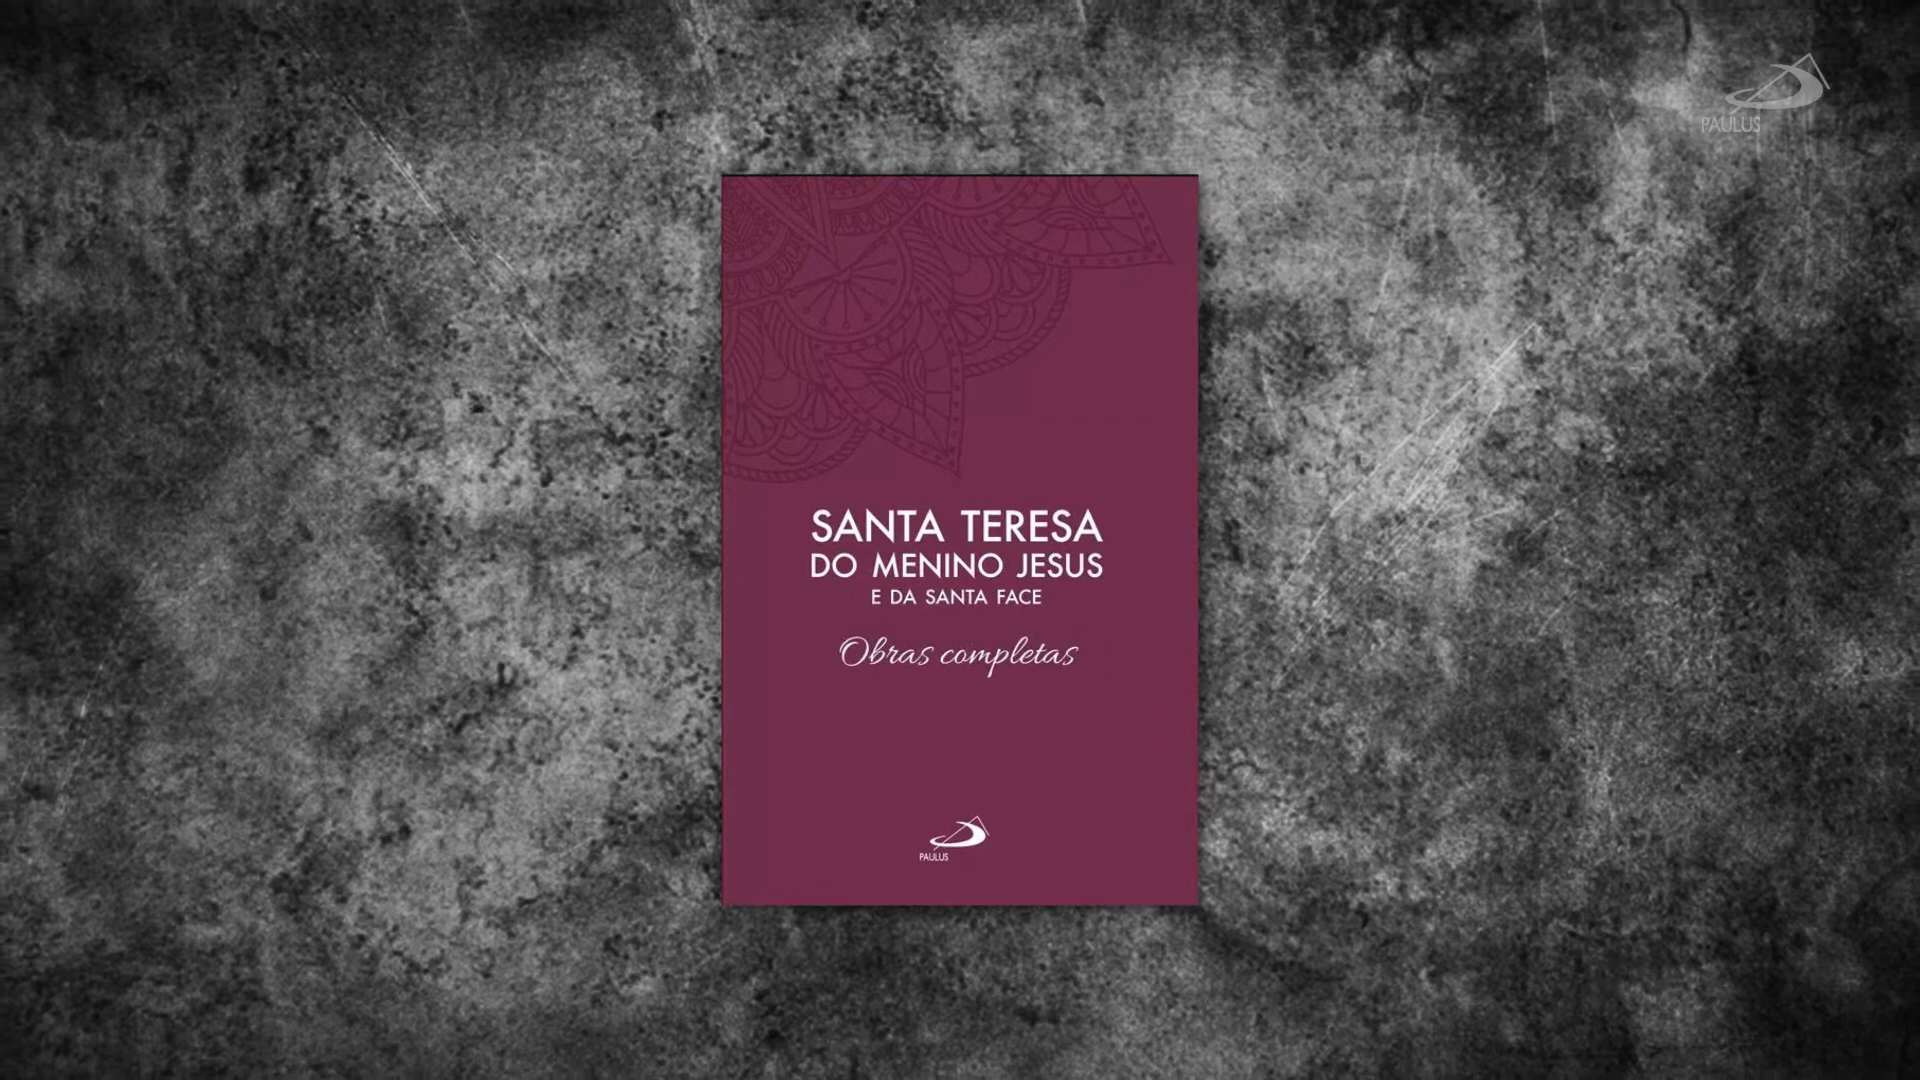 PAULUS
SANTA TERESA
DO MENINO JESUS
E DA SANTA FACE
Obras completas
PAULUS